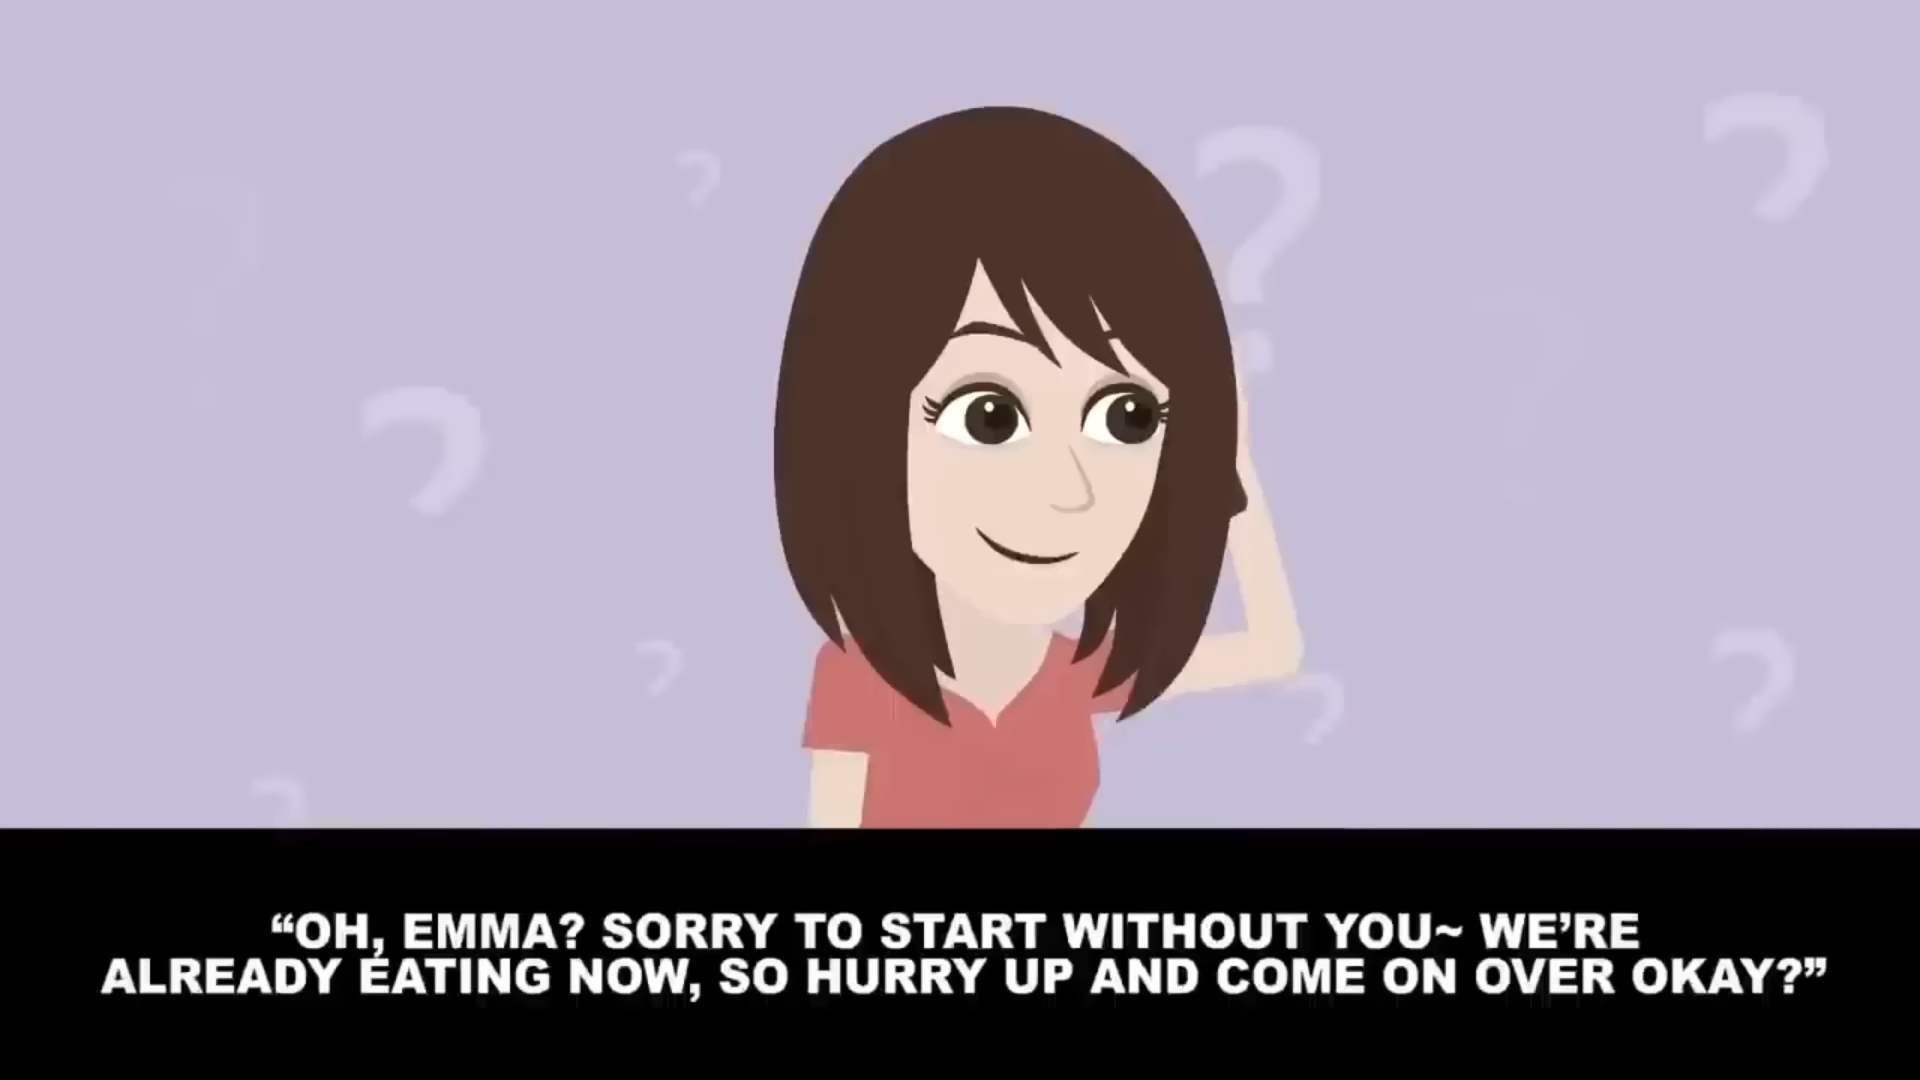 “OH, EMMA? SORRY TO START WITHOUT YOU~ WE’RE
ALREADY EATING NOW, SO HURRY UP AND COME ON OVER OKAY?”